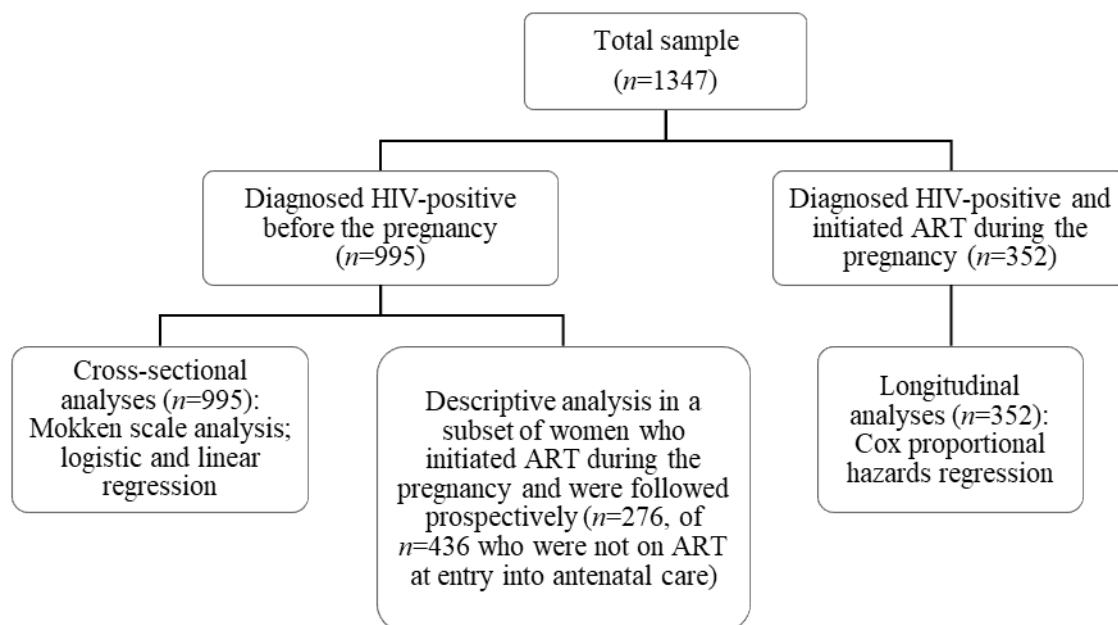 Total sample
(n=1347)
Diagnosed HIV-positive
before the pregnancy
(n=995)
Diagnosed HIV-positive and
initiated ART during the
pregnancy (n=352)
Cross-sectional
analyses (n=995):
Mokken scale analysis;
logistic and linear
regression
Descriptive analysis in a
subset of women who
initiated ART during the
pregnancy and were followed
prospectively (n=276, of
n=436 who were not on ART
at entry into antenatal care)
Longitudinal
analyses (n=352):
Cox proportional
hazards regression